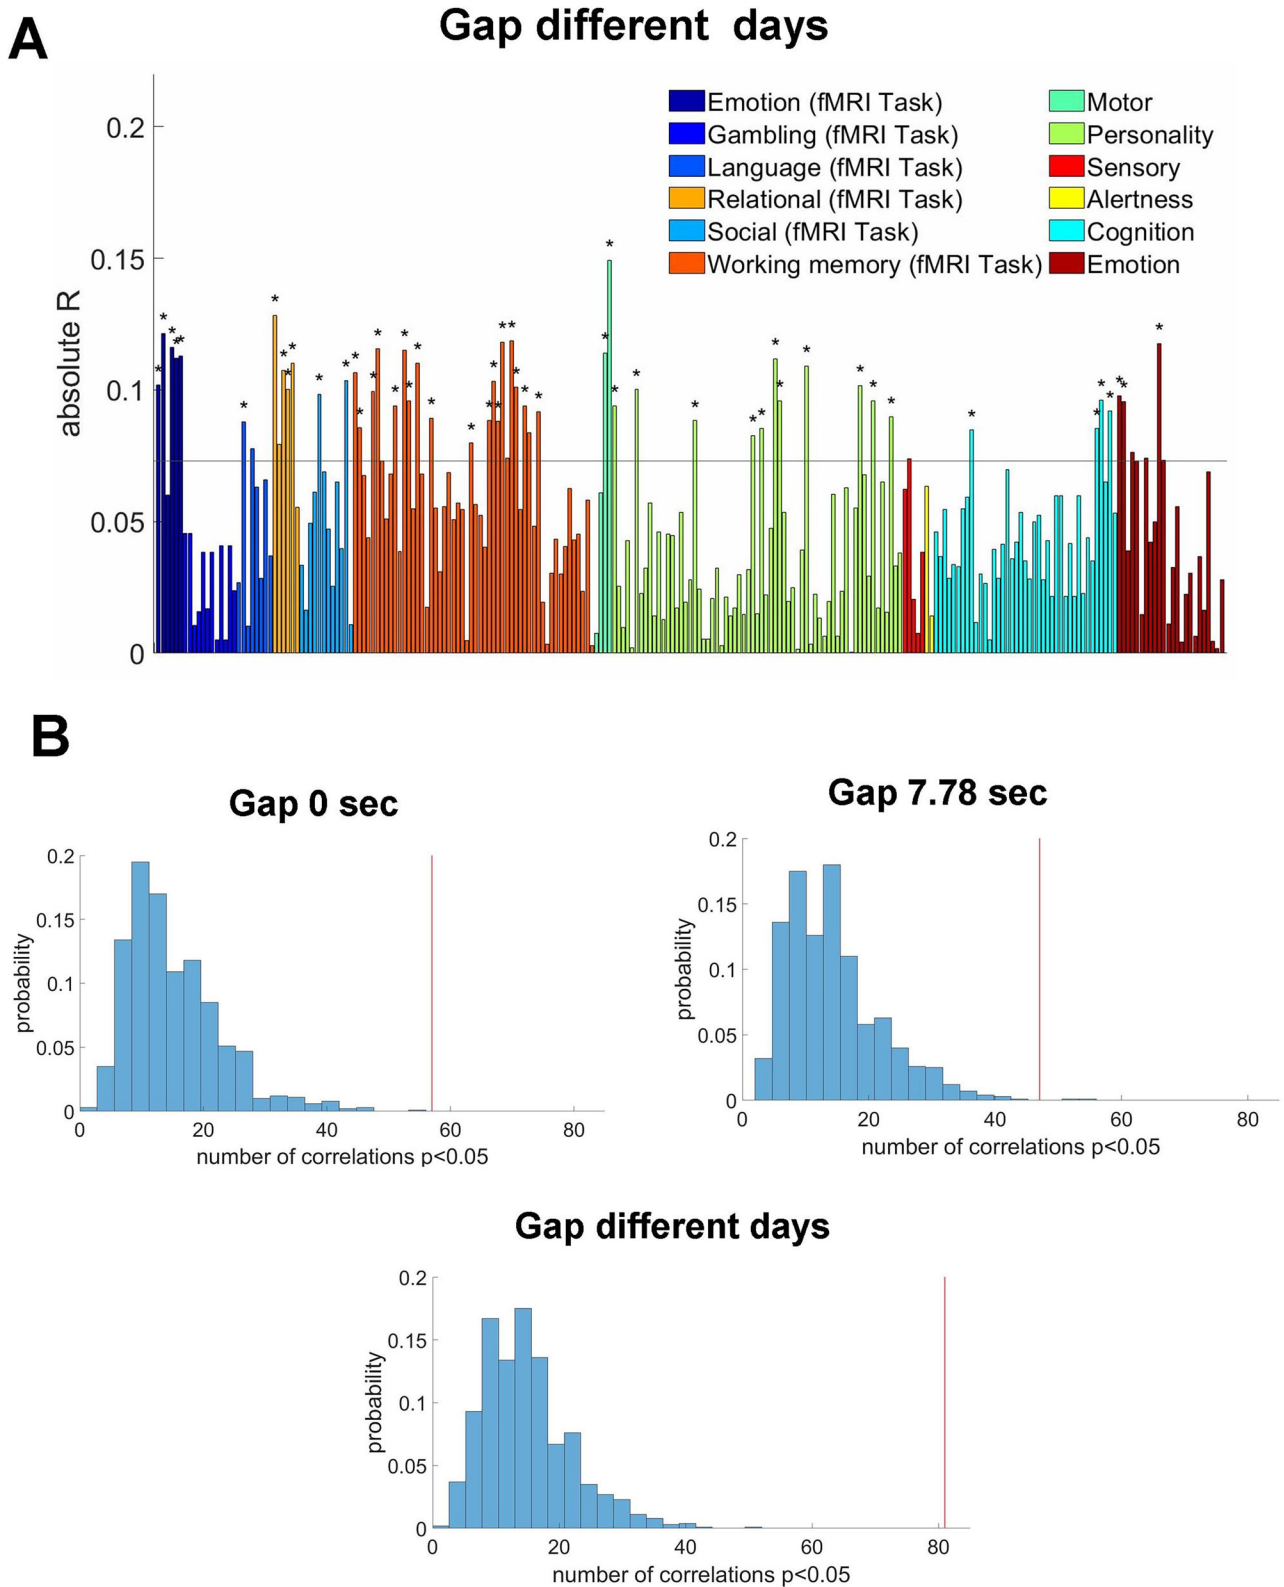 A
Gap different days
Emotion (fMRI Task)
Gambling (fMRI Task)
Language (fMRI Task)
Relational (fMRI Task)
Social (fMRI Task)
Working memory (fMRI Task)
Motor
Personality
Sensory
Alertness
Cognition
Emotion
absolute R
0.2
0.15
0.1
0.05
0
B
Gap 0 sec
probability
0.2
0.15
0.1
0.05
0
0 20 40 60 80
number of correlations p<0.05
Gap 7.78 sec
probability
0.2
0.15
0.1
0.05
0
0 20 40 60 80
number of correlations p<0.05
Gap different days
probability
0.2
0.15
0.1
0.05
0
0 20 40 60 80
number of correlations p<0.05